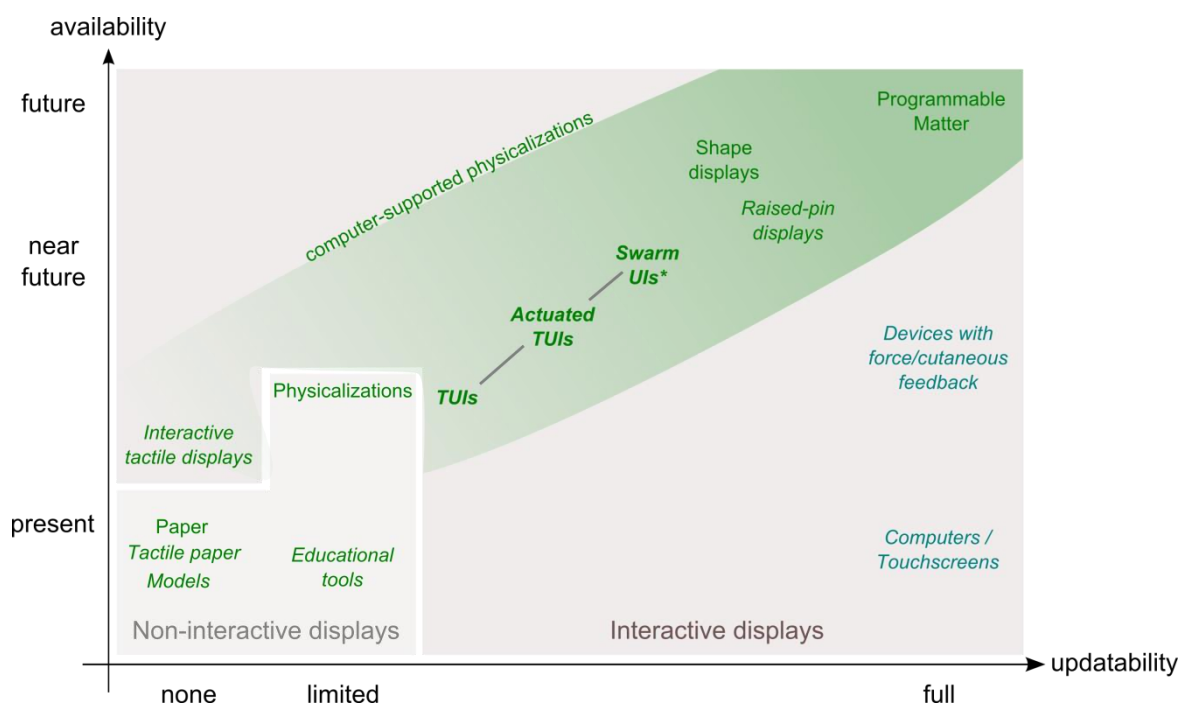 availability
future
Programmable
Matter
computer-supported physicalizations
Shape
displays
Raised-pin
displays
near
future
Swarm
UIs*
Actuated
TUIs
Devices with
force/cutaneous
feedback
Physicalizations
TUIs
Interactive
tactile displays
present
Paper
Tactile paper
Models
Educational
tools
Computers /
Touchscreens
Non-interactive displays
Interactive displays
updatability
none
limited
full